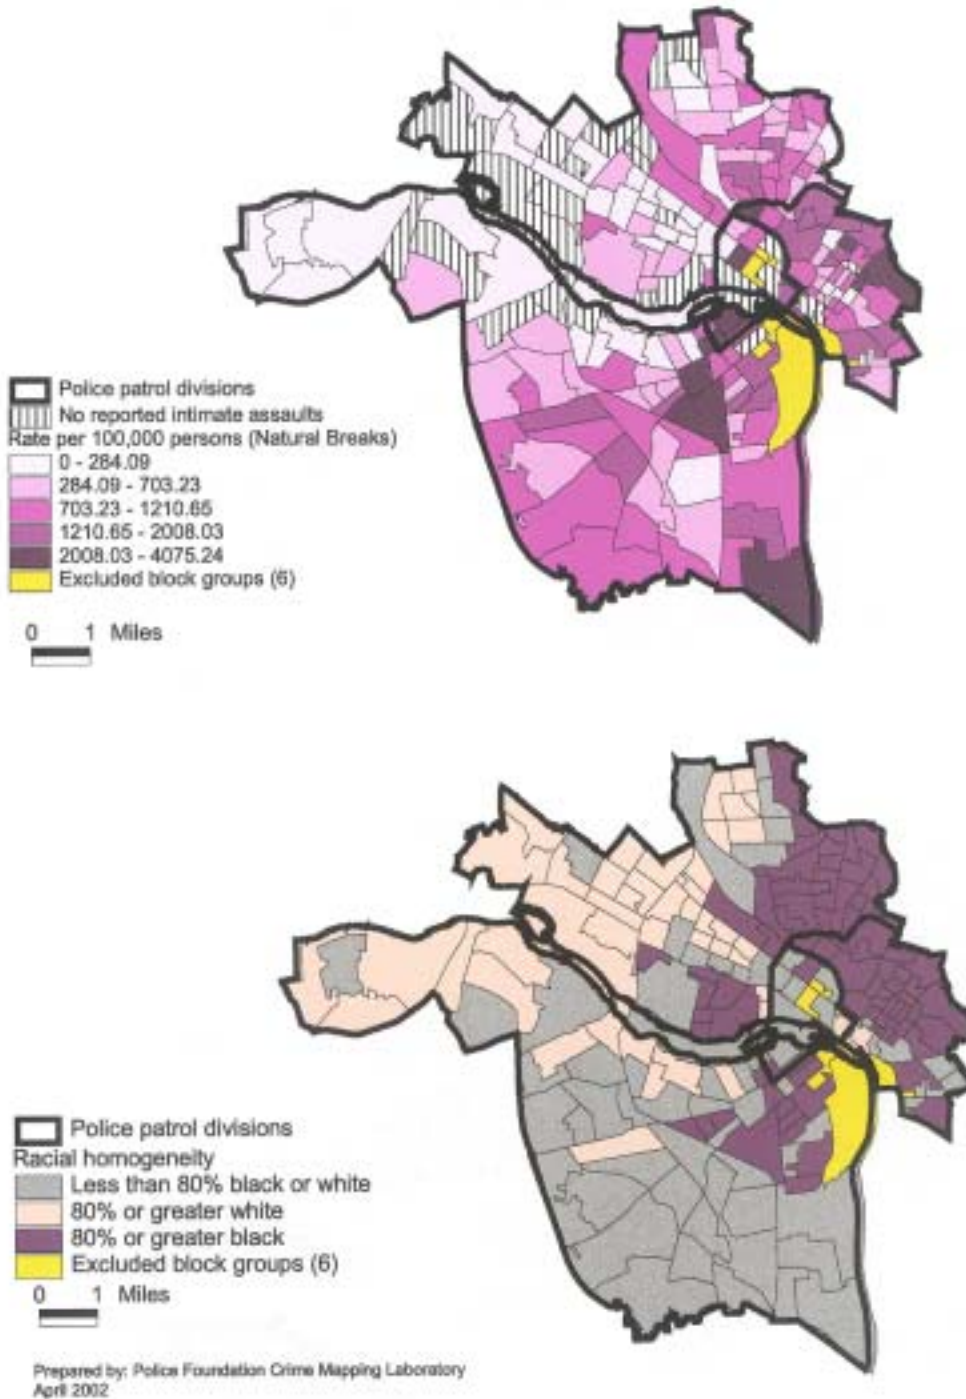 Police patrol divisions
No reported intimate assaults
Rate per 100,000 persons (Natural Breaks)
0 - 284.09
284.09 - 703.23
703.23 - 1210.65
1210.65 - 2008.03
2008.03 - 4075.24
Excluded block groups (6)
0 1 Miles
Police patrol divisions
Racial homogeneity
Less than 80% black or white
80% or greater white
80% or greater black
Excluded block groups (6)
0 1 Miles
Prepared by: Police Foundation Crime Mapping Laboratory
April 2002